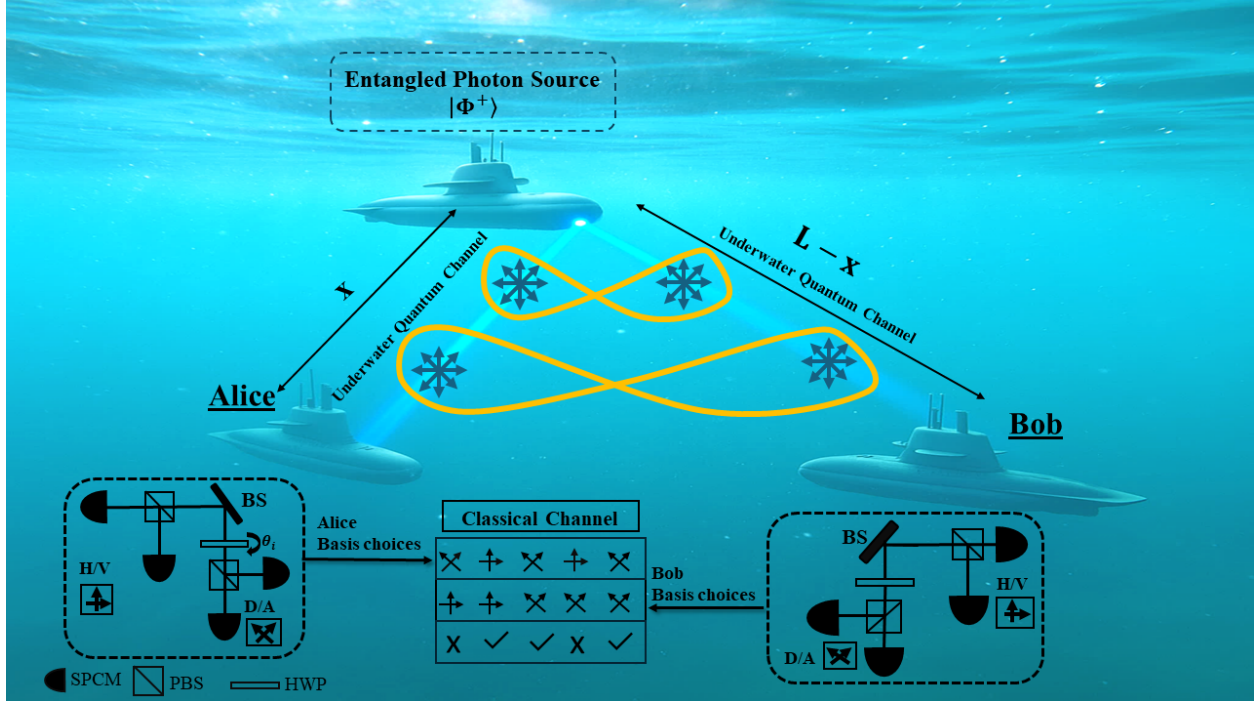 Entangled Photon Source
|Φ⁺⟩
X
Underwater Quantum Channel
L − x
Underwater Quantum Channel
Alice
Bob
BS
θᵢ
H/V
D/A
Alice
Basis choices
Classical Channel
X ✓ ✓ X ✓
Bob
Basis choices
BS
H/V
D/A
SPCM
PBS
HWP